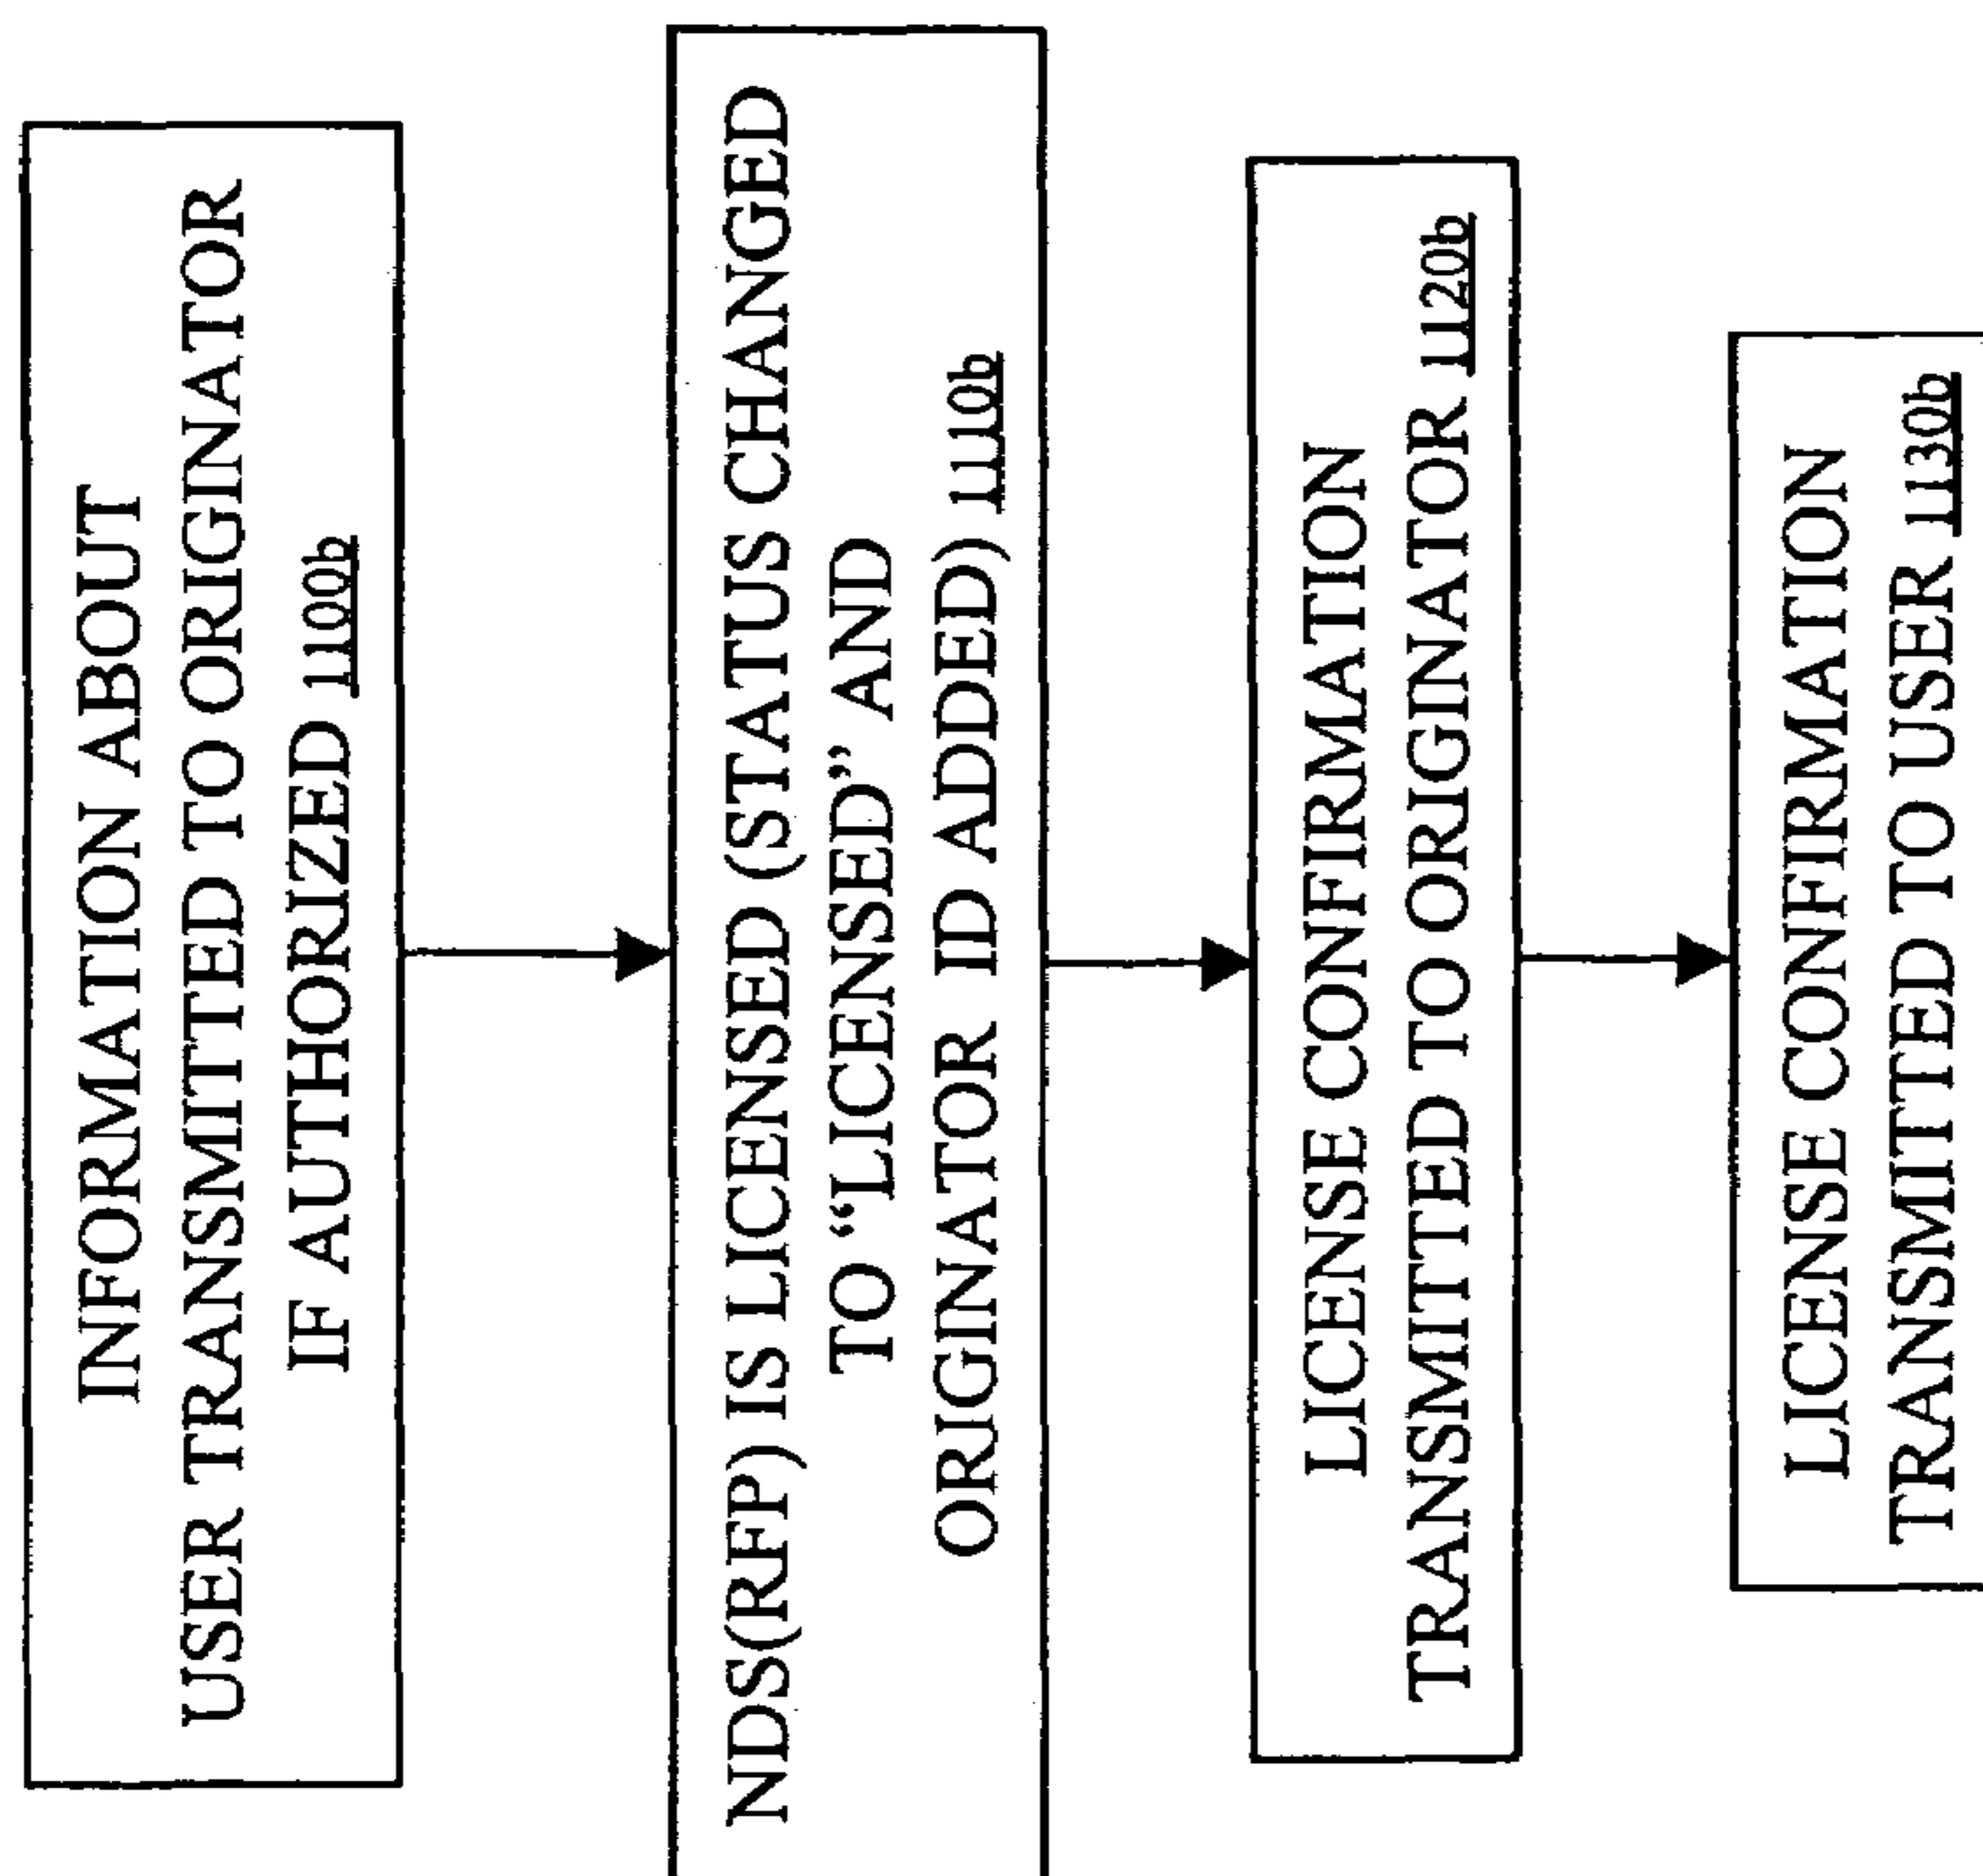 INFORMATION ABOUT
USER TRANSMITTED TO ORIGINATOR
IF AUTHORIZED 1100b
NDS(RFP) IS LICENSED (STATUS CHANGED
TO “LICENSED” AND
ORIGINATOR ID ADDED) 1110b
LICENSE CONFIRMATION
TRANSMITTED TO ORIGINATOR 1120b
LICENSE CONFIRMATION
TRANSMITTED TO USER 1130b